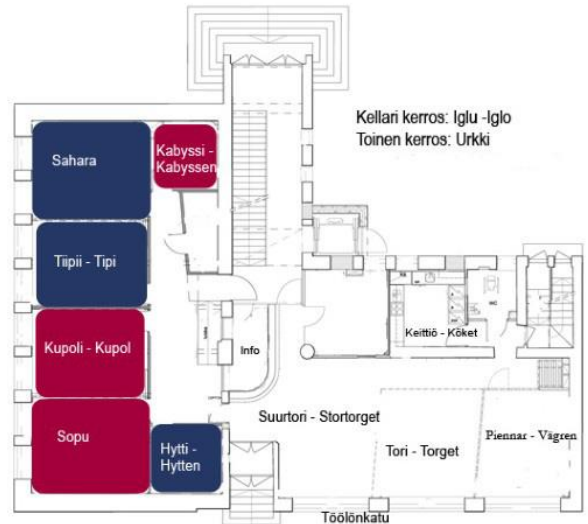 Kellari kerros: Iglu -Iglo
Toinen kerros: Urkki
Sahara
Kabyssi -
Kabyssen
Tiipii - Tipi
Kupoli - Kupol
Sopu
Hytti -
Hytten
Info
Keittiö - Köket
WC
Suurtori - Stortorget
Tori - Torget
Piennar - Vägren
Töölönkatu